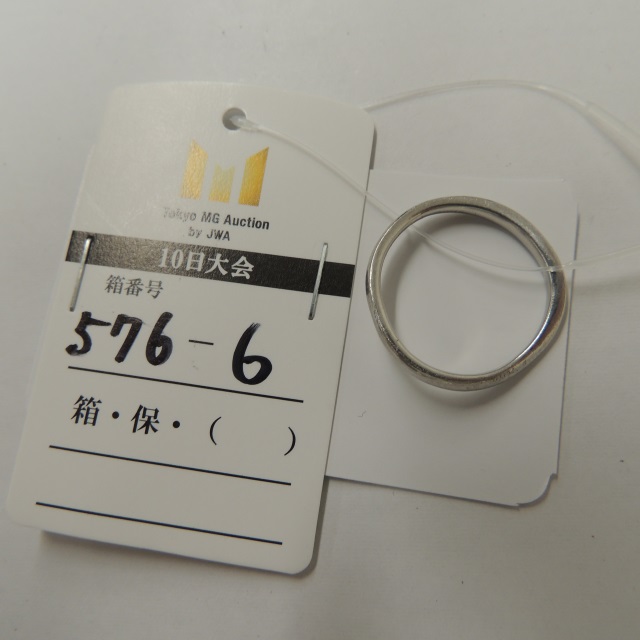 Tokyo MG Auction
by JWA
10日大会
箱番号
576-6
箱・保・(　　)